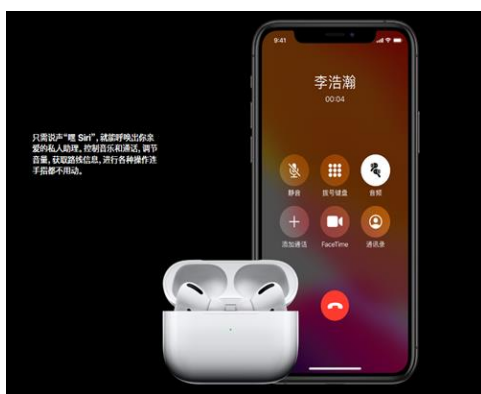 只需说声“嘿 Siri”，就能呼唤出你亲
爱的私人助理，控制音乐和通话，调节
音量，获取路线信息，进行各种操作连
手指都不用动。
9:41
李浩瀚
00:04
静音
拨号键盘
音频
添加通话
FaceTime
通讯录